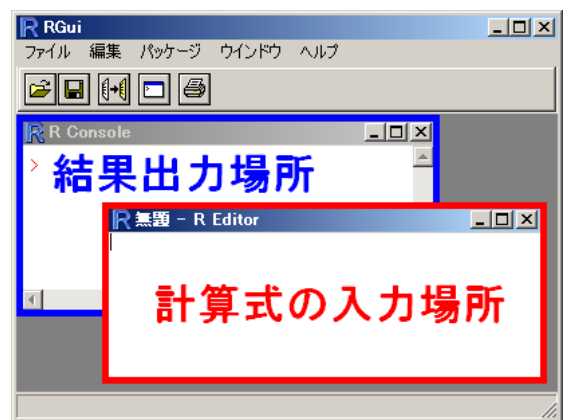 RGui
ファイル 編集 パッケージ ウインドウ ヘルプ
R Console
>
結果出力場所
無題 - R Editor
計算式の入力場所